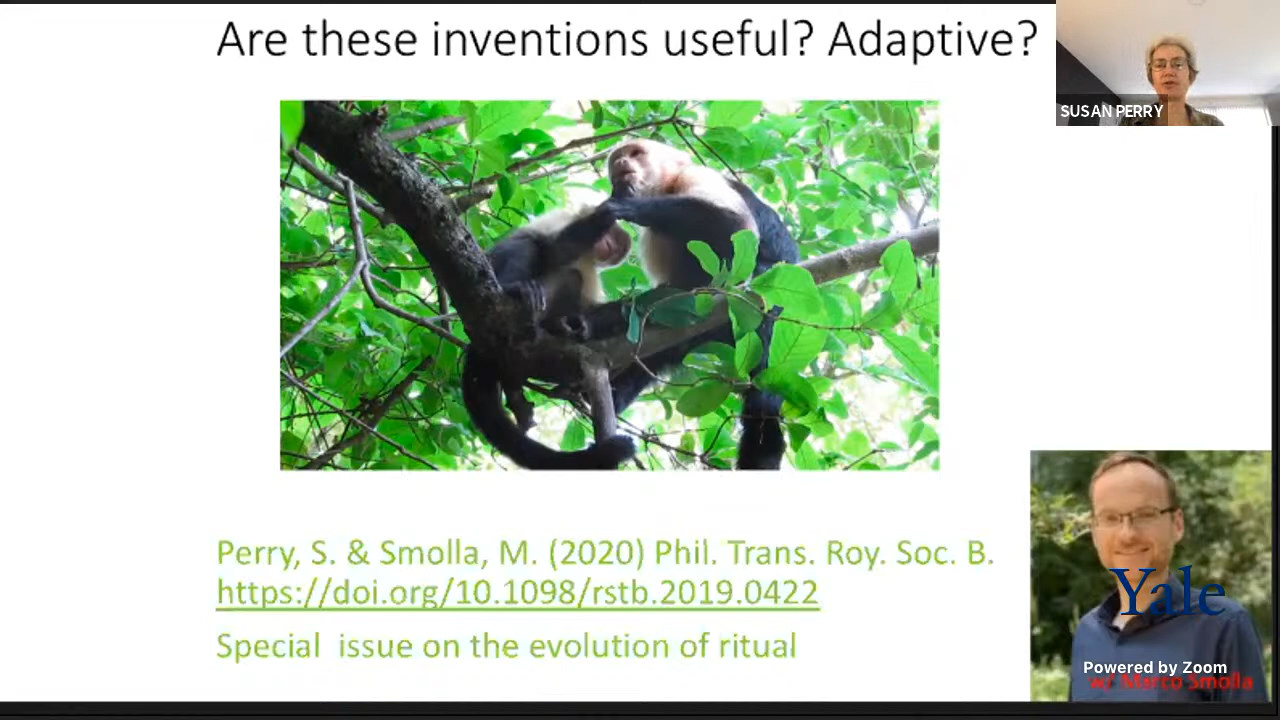 Are these inventions useful? Adaptive?
SUSAN PERRY
Perry, S. & Smolla, M. (2020) Phil. Trans. Roy. Soc. B.
https://doi.org/10.1098/rstb.2019.0422
Special issue on the evolution of ritual
Yale
Powered by Zoom
w/ Marco Smolla